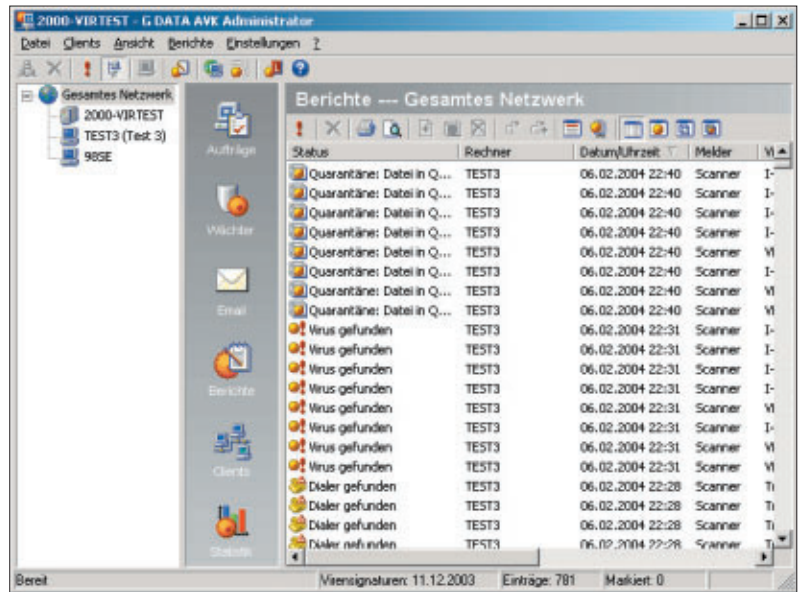 2000-VIRTEST - G DATA AVK Administrator
Datei Clients Ansicht Berichte Einstellungen ?
Gesamtes Netzwerk
2000-VIRTEST
TEST3 (Test 3)
98SE
Aufträge
Wächter
Email
Berichte
Clients
Statistik
Berichte --- Gesamtes Netzwerk
Status Rechner Datum/Uhrzeit Melder
Quarantäne: Datei in Q... TEST3 06.02.2004 22:40 Scanner I-
Quarantäne: Datei in Q... TEST3 06.02.2004 22:40 Scanner I-
Quarantäne: Datei in Q... TEST3 06.02.2004 22:40 Scanner I-
Quarantäne: Datei in Q... TEST3 06.02.2004 22:40 Scanner I-
Quarantäne: Datei in Q... TEST3 06.02.2004 22:40 Scanner
Quarantäne: Datei in Q... TEST3 06.02.2004 22:40 Scanner I-
Quarantäne: Datei in Q... TEST3 06.02.2004 22:40 Scanner
Quarantäne: Datei in Q... TEST3 06.02.2004 22:40 Scanner
Virus gefunden TEST3 06.02.2004 22:31 Scanner I-
Virus gefunden TEST3 06.02.2004 22:31 Scanner I-
Virus gefunden TEST3 06.02.2004 22:31 Scanner I-
Virus gefunden TEST3 06.02.2004 22:31 Scanner I-
Virus gefunden TEST3 06.02.2004 22:31 Scanner
Virus gefunden TEST3 06.02.2004 22:31 Scanner I-
Virus gefunden TEST3 06.02.2004 22:31 Scanner
Virus gefunden TEST3 06.02.2004 22:31 Scanner
Dialer gefunden TEST3 06.02.2004 22:28 Scanner
Dialer gefunden TEST3 06.02.2004 22:28 Scanner
Dialer gefunden TEST3 06.02.2004 22:28 Scanner
Dialer gefunden TEST3 06.02.2004 22:28 Scanner
Bereit Virensignaturen: 11.12.2003 Einträge: 781 Markiert: 0